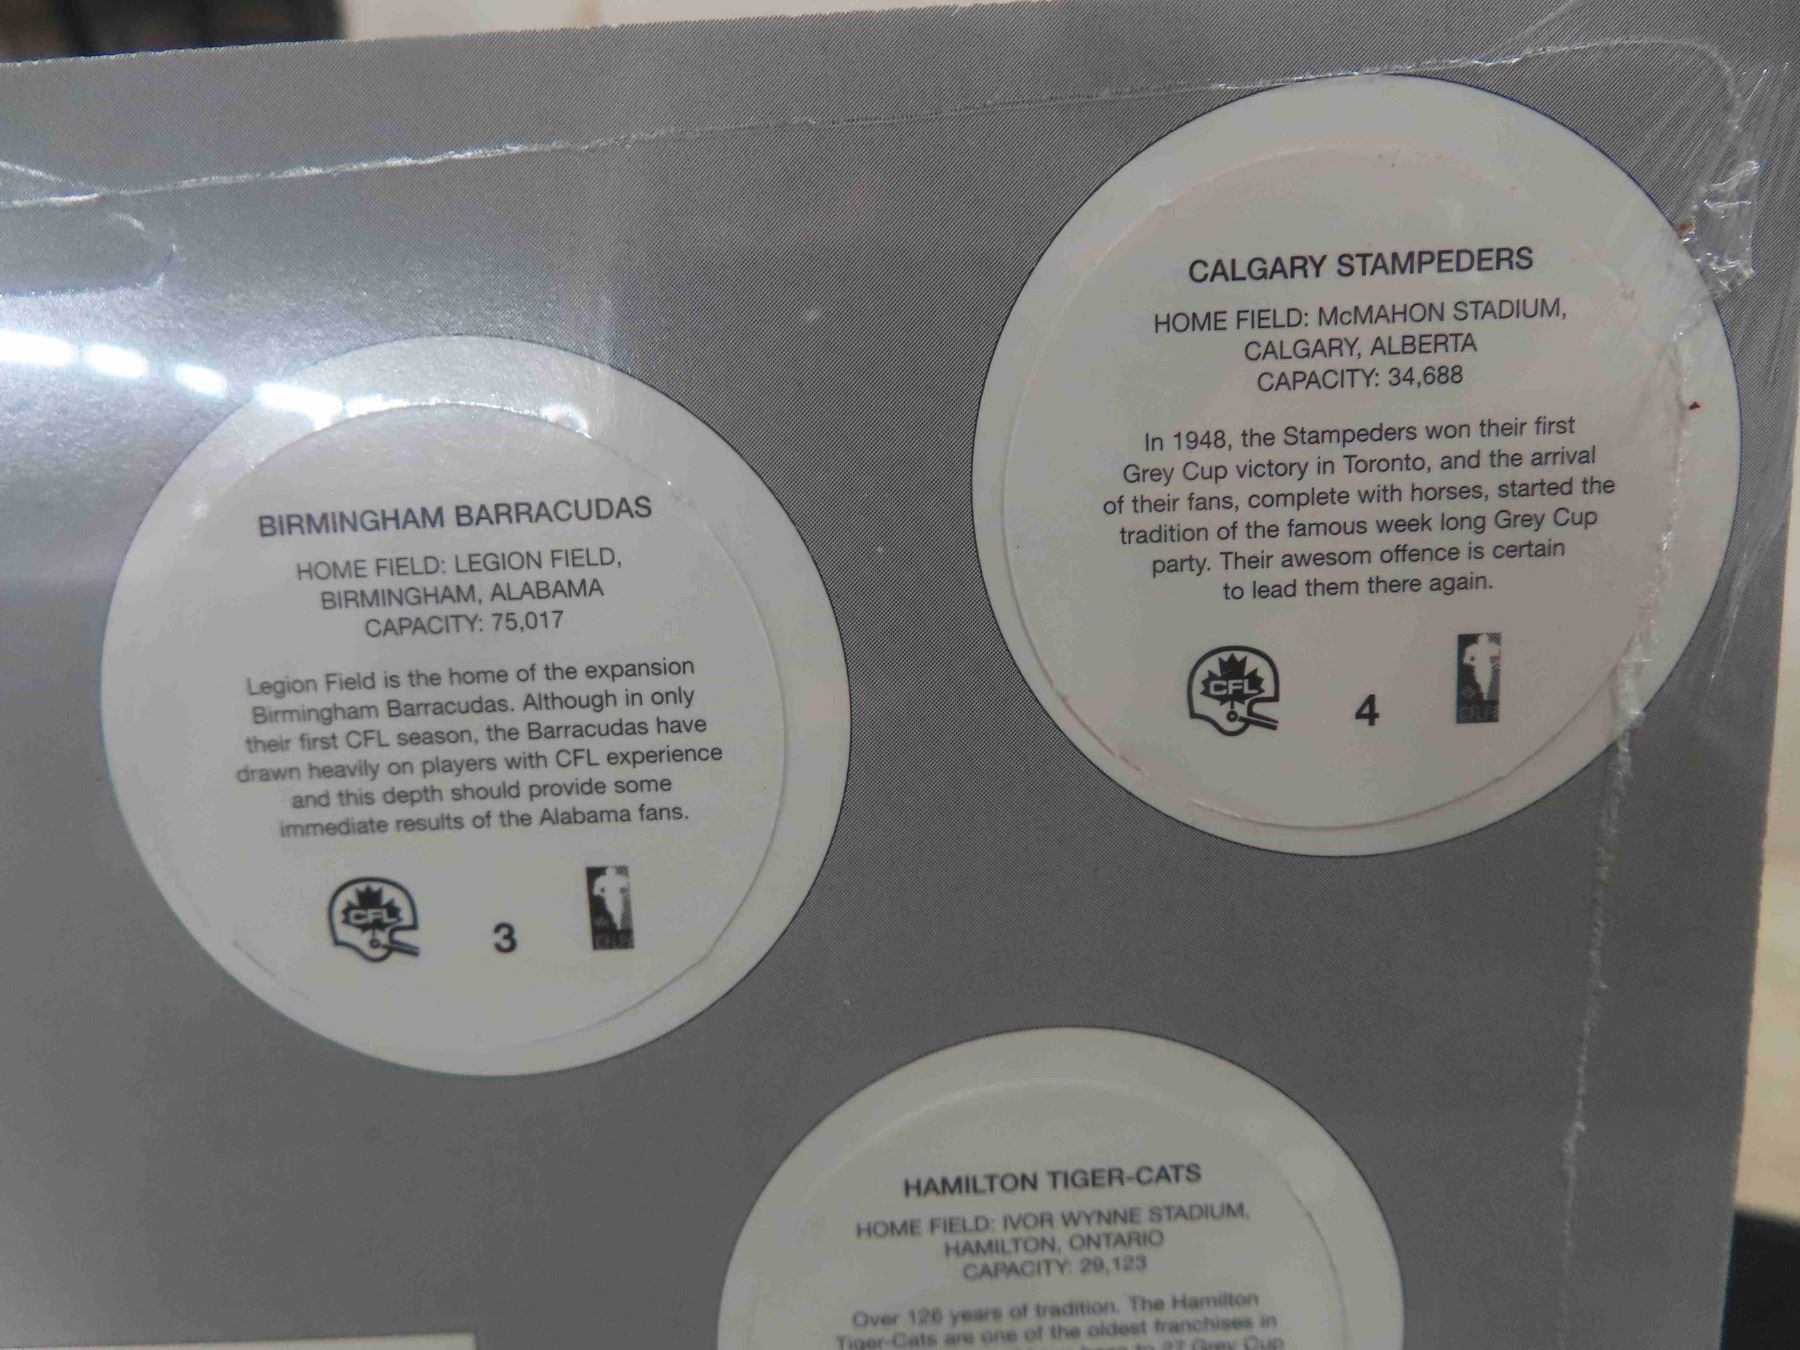 BIRMINGHAM BARRACUDAS
HOME FIELD: LEGION FIELD,
BIRMINGHAM, ALABAMA
CAPACITY: 75,017
Legion Field is the home of the expansion
Birmingham Barracudas. Although in only
their first CFL season, the Barracudas have
drawn heavily on players with CFL experience
and this depth should provide some
immediate results of the Alabama fans.
CFL
3
CFLPA
CALGARY STAMPEDERS
HOME FIELD: McMAHON STADIUM,
CALGARY, ALBERTA
CAPACITY: 34,688
In 1948, the Stampeders won their first
Grey Cup victory in Toronto, and the arrival
of their fans, complete with horses, started the
tradition of the famous week long Grey Cup
party. Their awesom offence is certain
to lead them there again.
CFL
4
CFLPA
HAMILTON TIGER-CATS
HOME FIELD: IVOR WYNNE STADIUM,
HAMILTON, ONTARIO
CAPACITY: 29,123
Over 126 years of tradition. The Hamilton
Tiger-Cats are one of the oldest franchises in
to 27 Grey Cup